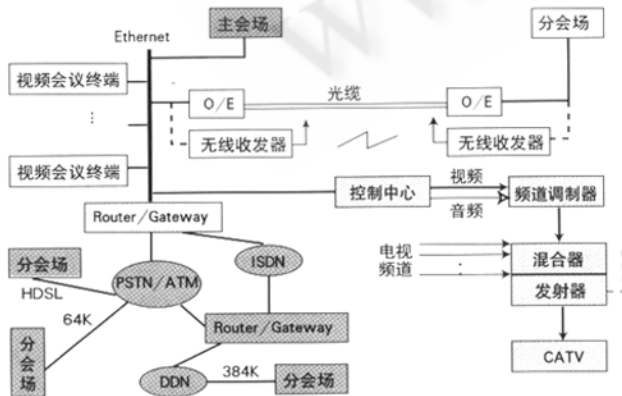 主会场
分会场
Ethernet
视频会议终端
O/E
光缆
O/E
无线收发器
无线收发器
视频会议终端
控制中心
视频
音频
频道调制器
Router/Gateway
分会场
HDSL
PSTN/ATM
ISDN
电视
频道
混合器
发射器
64K
分会场
Router/Gateway
DDN
384K
分会场
CATV